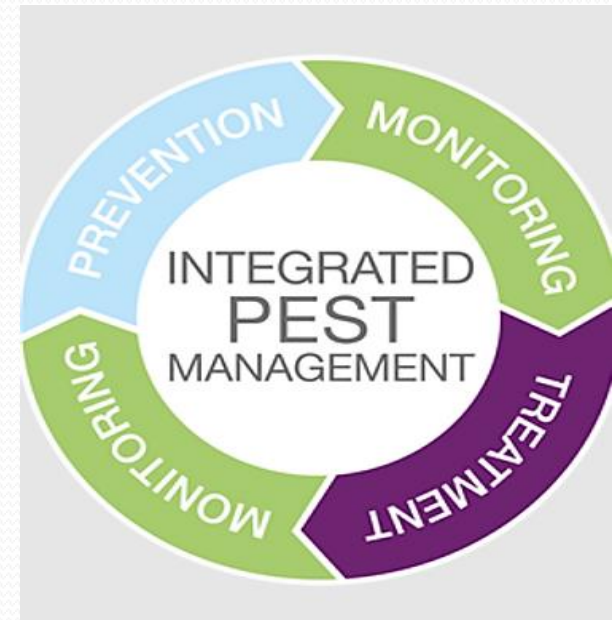 PREVENTION
MONITORING
INTEGRATED
PEST
MANAGEMENT
TREATMENT
MONITORING